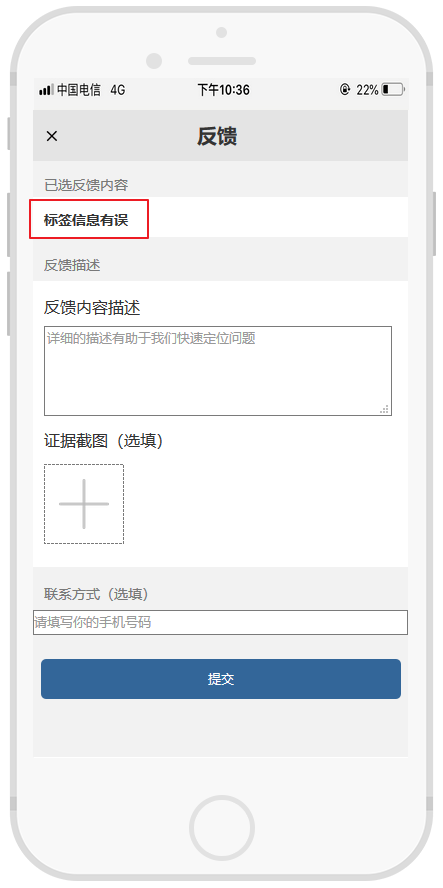 中国电信 4G 下午10:36 22%
× 反馈
已选反馈内容
标签信息有误
反馈描述
反馈内容描述
详细的描述有助于我们快速定位问题
证据截图（选填）
联系方式（选填）
请填写你的手机号码
提交